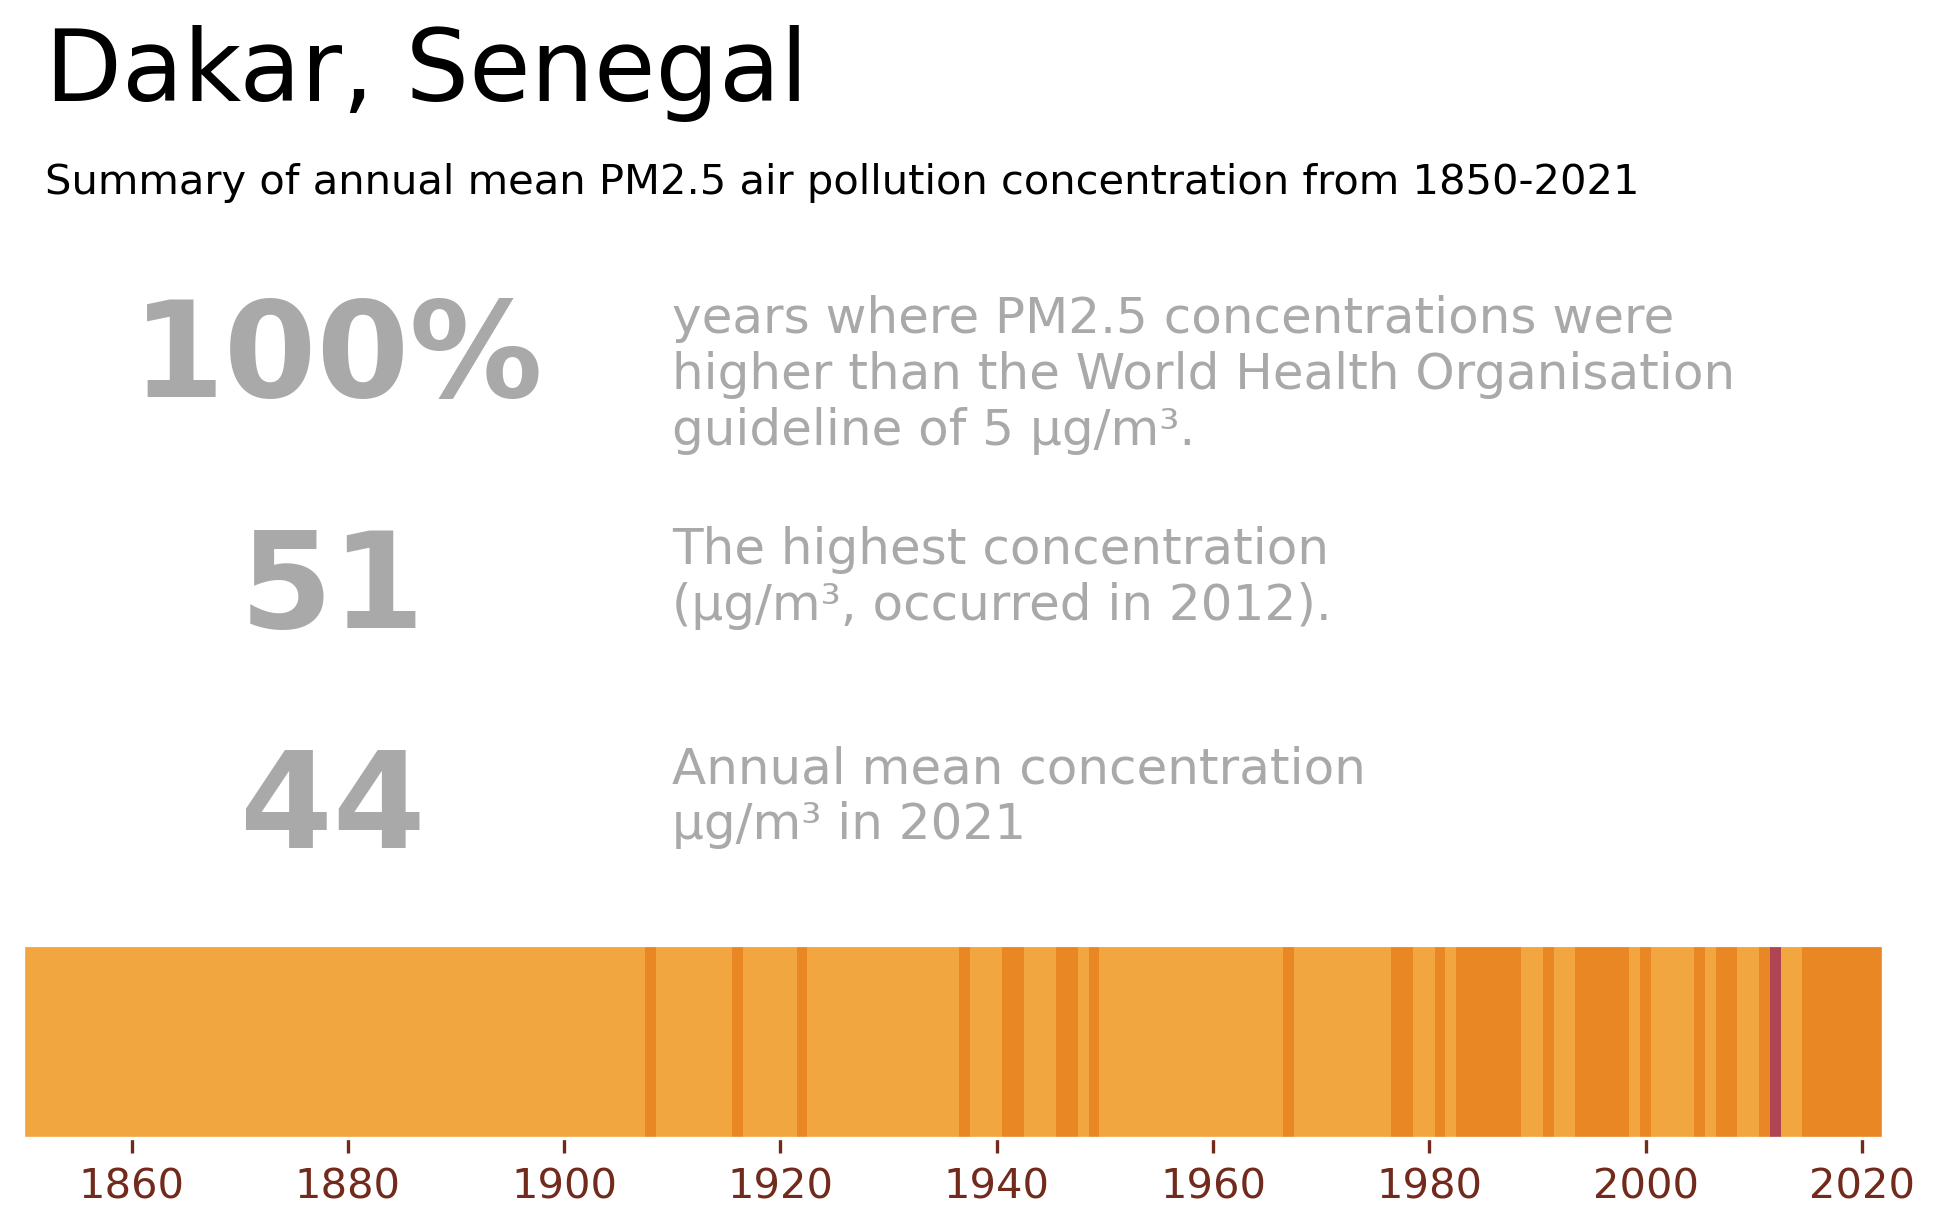 Dakar, Senegal
Summary of annual mean PM2.5 air pollution concentration from 1850-2021
100%
years where PM2.5 concentrations were
higher than the World Health Organisation
guideline of 5 µg/m³.
51
The highest concentration
(µg/m³, occurred in 2012).
44
Annual mean concentration
µg/m³ in 2021
1860 1880 1900 1920 1940 1960 1980 2000 2020